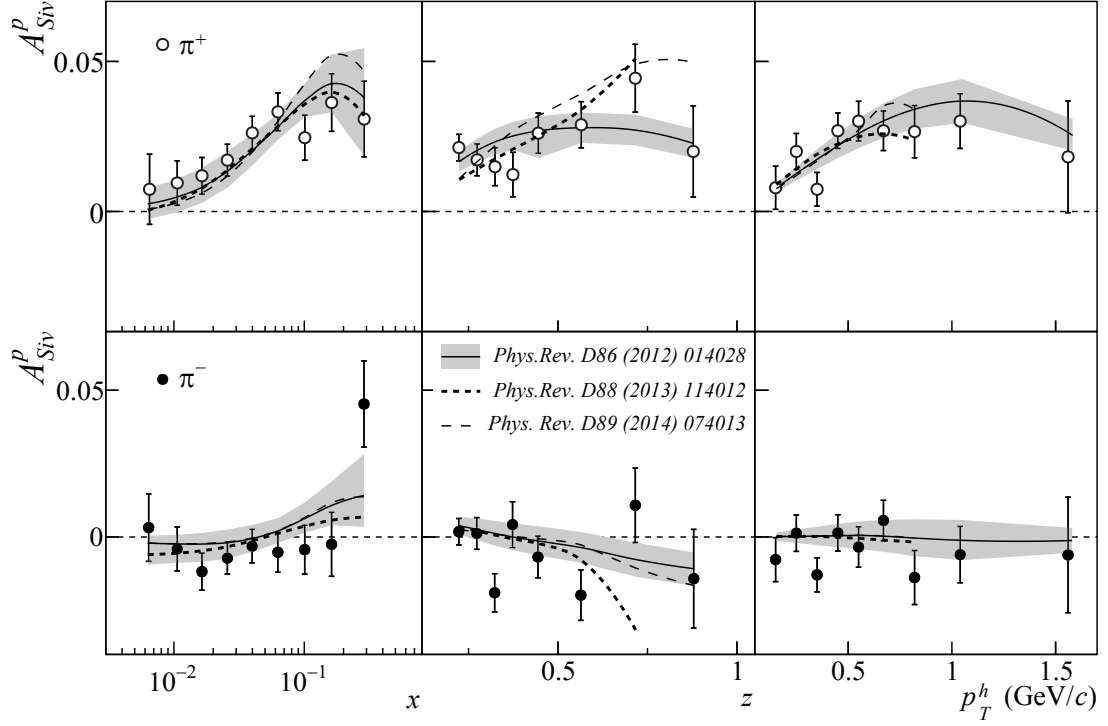 A^p_Siv
π⁺
0.05
0
A^p_Siv
π⁻
Phys.Rev. D86 (2012) 014028
Phys.Rev. D88 (2013) 114012
Phys. Rev. D89 (2014) 074013
0.05
0
10⁻² 10⁻¹ 0.5 1 0.5 1 1.5
x z p^h_T (GeV/c)